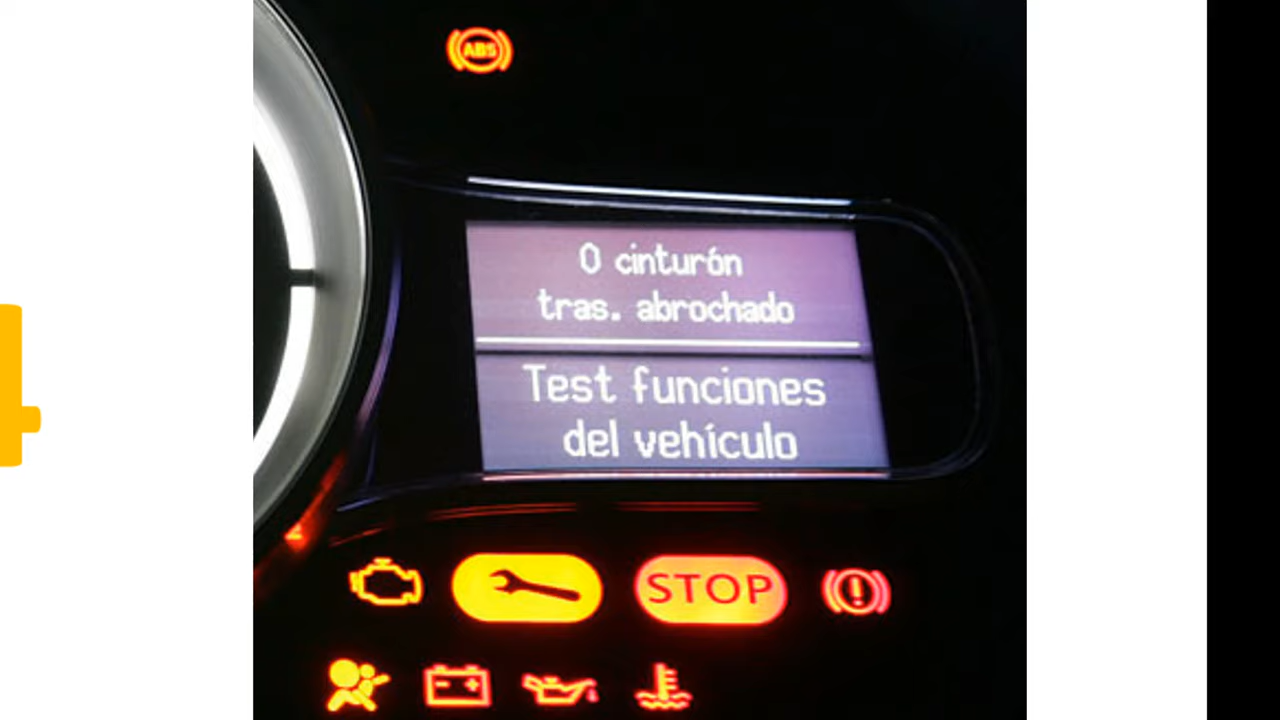 ABS
0 cinturón
tras. abrochado
Test funciones
del vehículo
STOP